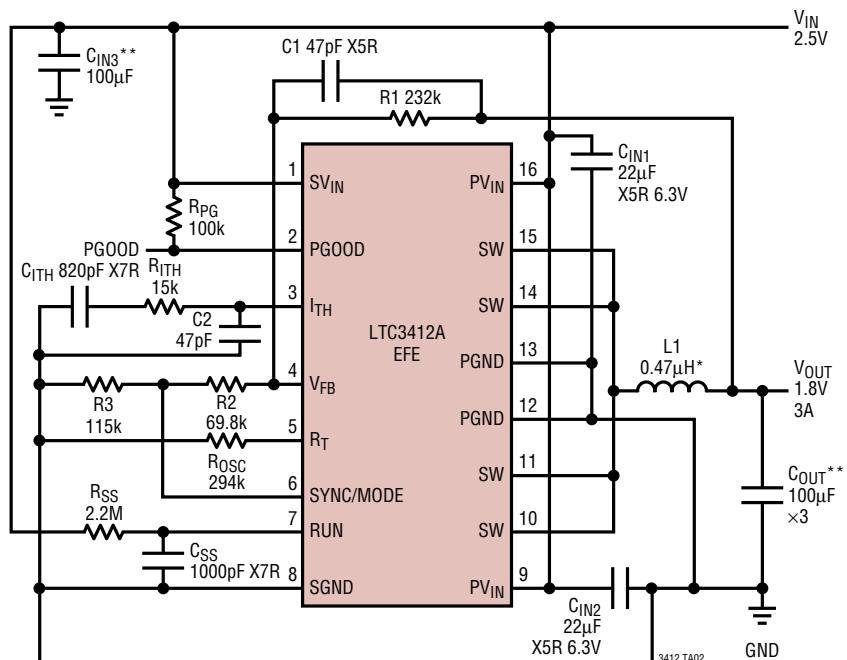 V_IN
2.5V
C_IN3**
100µF
C1 47pF X5R
R1 232k
C_IN1
22µF
X5R 6.3V
R_PG
100k
PGOOD
C_ITH 820pF X7R
R_ITH
15k
C2
47pF
R3
115k
R2
69.8k
R_OSC
294k
R_SS
2.2M
C_SS
1000pF X7R
1
SV_IN
2
PGOOD
3
I_TH
4
V_FB
5
R_T
6
SYNC/MODE
7
RUN
8
SGND
LTC3412A
EFE
16
PV_IN
15
SW
14
SW
13
PGND
12
PGND
11
SW
10
SW
9
PV_IN
L1
0.47µH*
V_OUT
1.8V
3A
C_OUT**
100µF
×3
C_IN2
22µF
X5R 6.3V
GND
3412 TA02